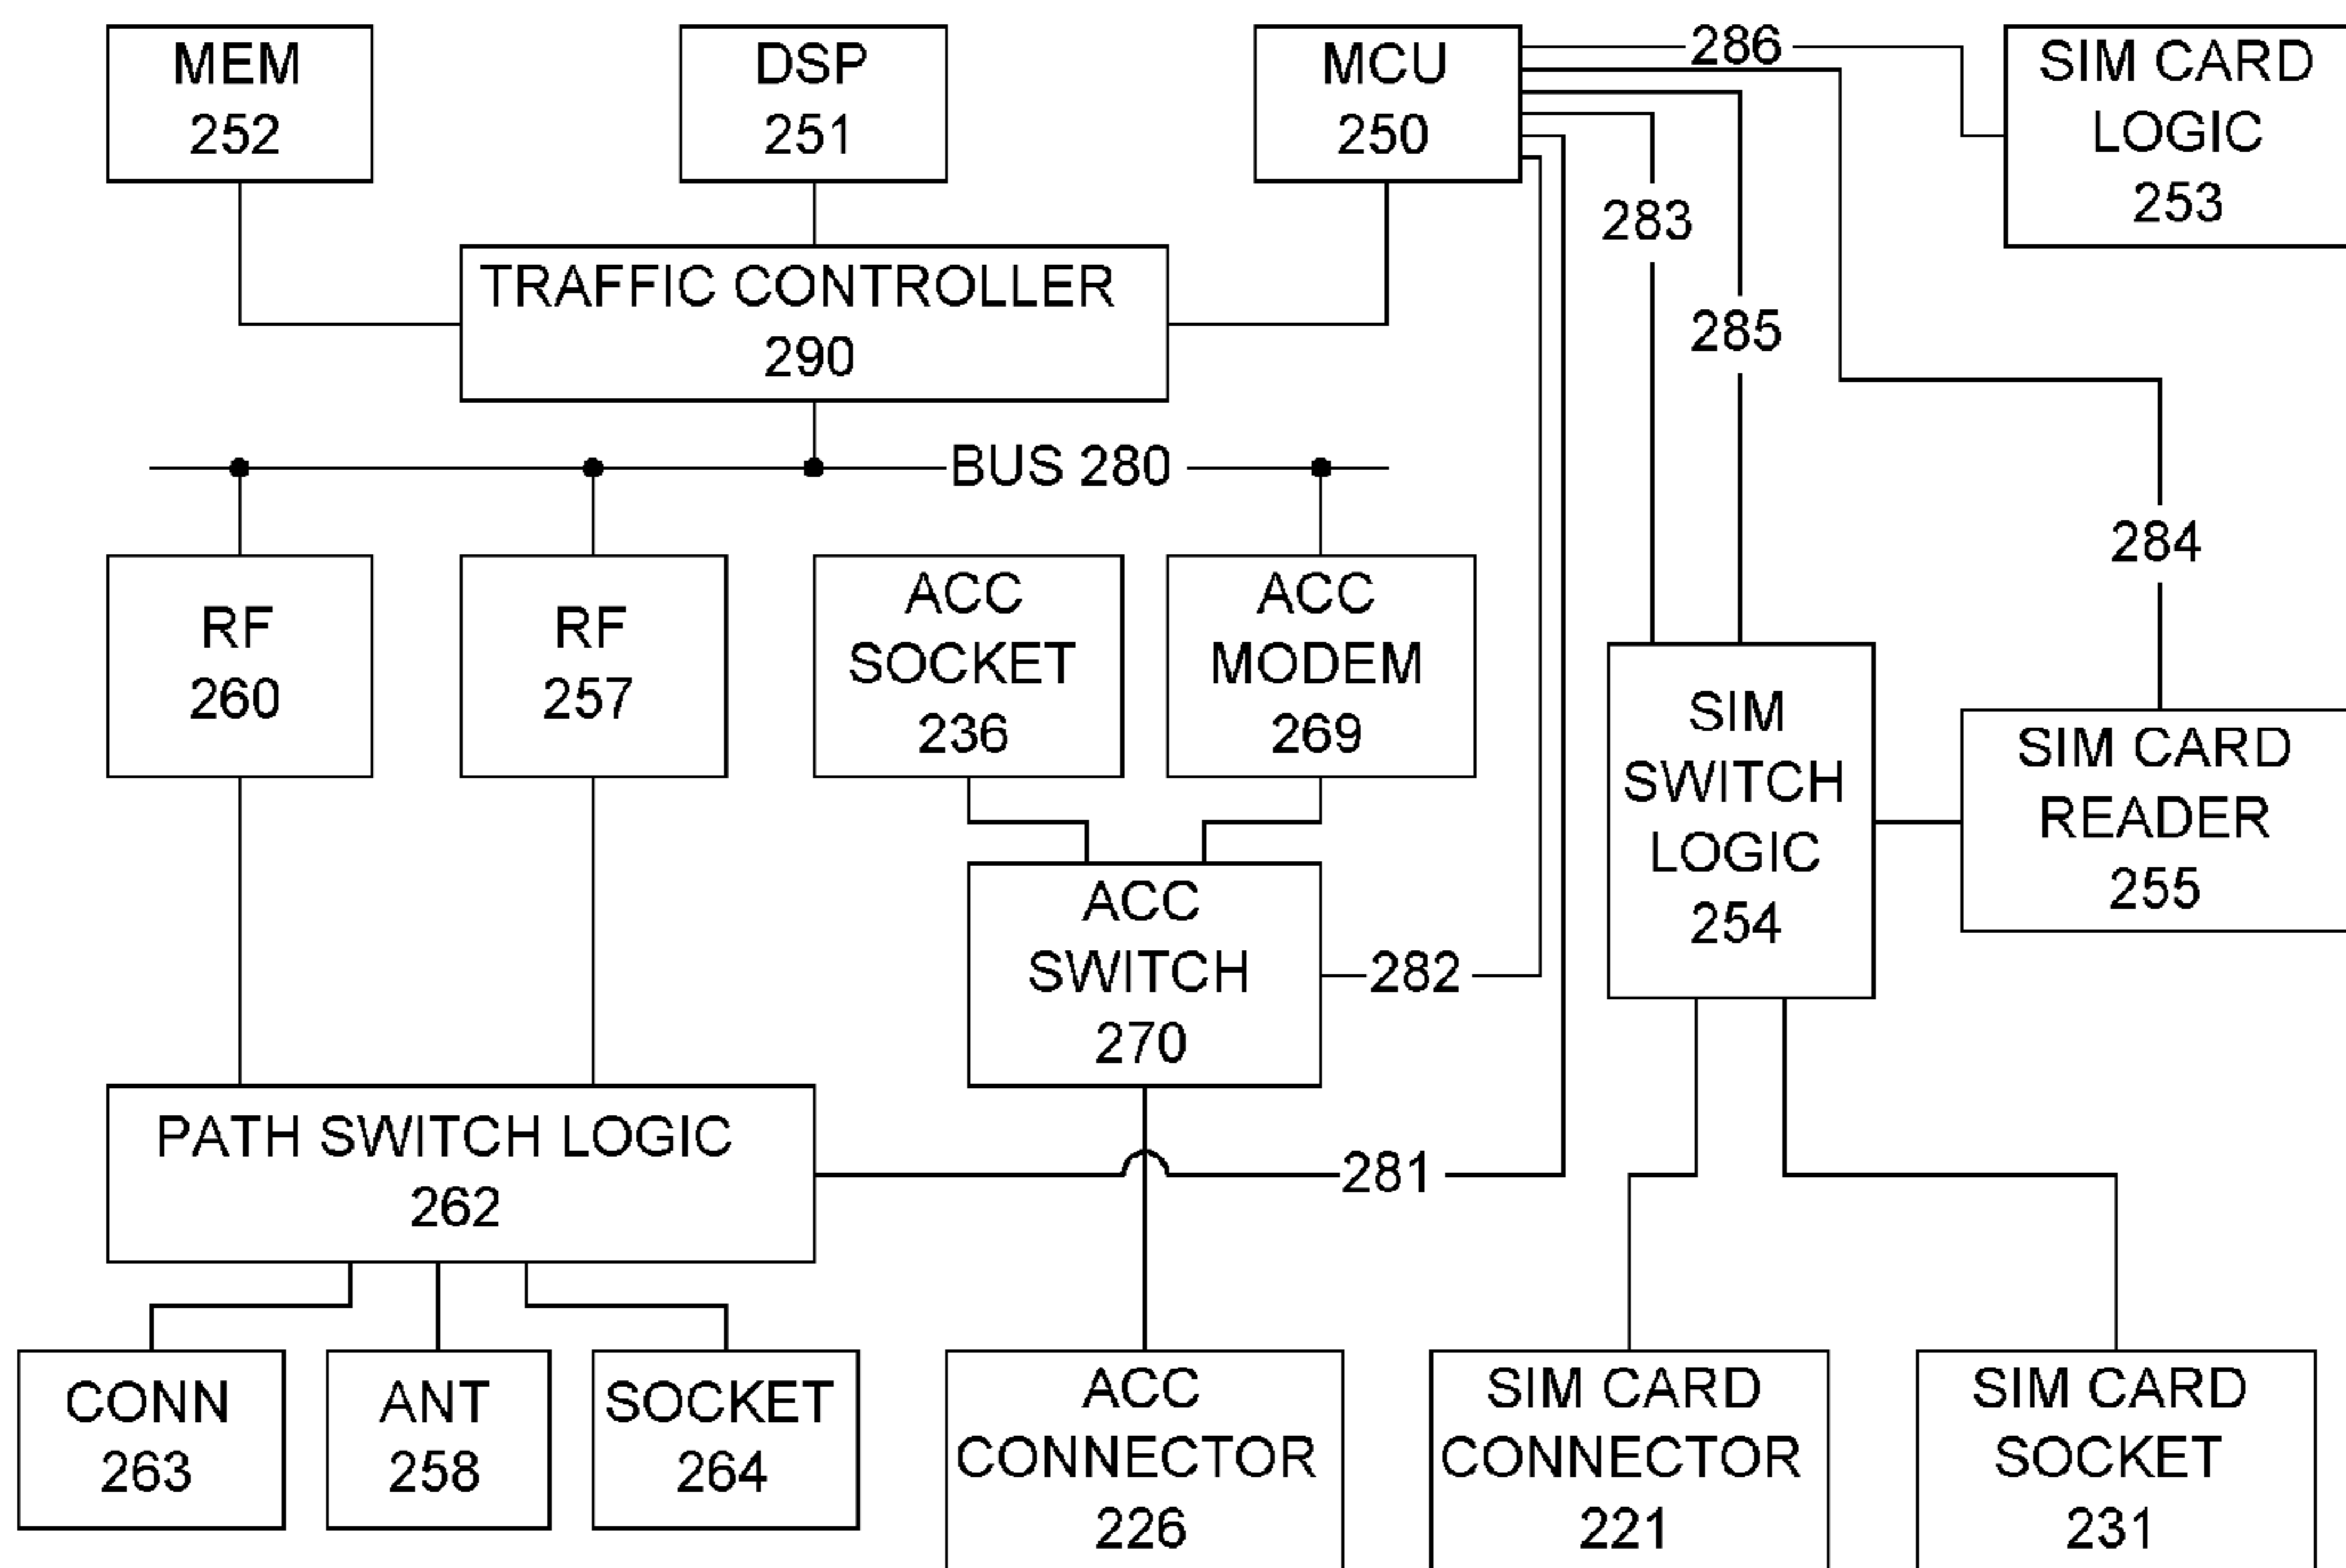 MEM
252
DSP
251
MCU
250
286
SIM CARD
LOGIC
253
283
285
TRAFFIC CONTROLLER
290
BUS 280
284
RF
260
RF
257
ACC
SOCKET
236
ACC
MODEM
269
SIM
SWITCH
LOGIC
254
SIM CARD
READER
255
ACC
SWITCH
270
282
PATH SWITCH LOGIC
262
281
CONN
263
ANT
258
SOCKET
264
ACC
CONNECTOR
226
SIM CARD
CONNECTOR
221
SIM CARD
SOCKET
231